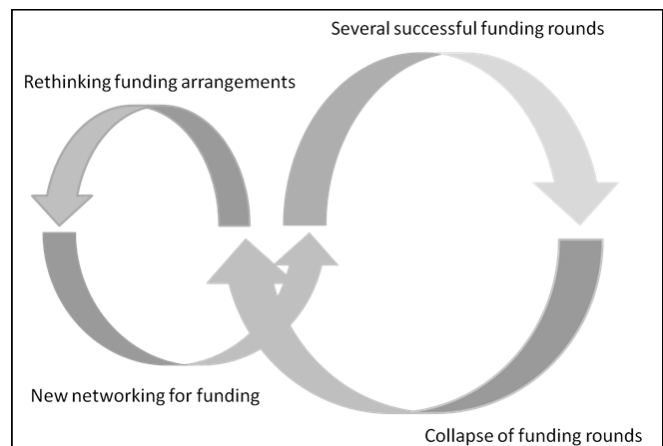 Several successful funding rounds
Rethinking funding arrangements
New networking for funding
Collapse of funding rounds